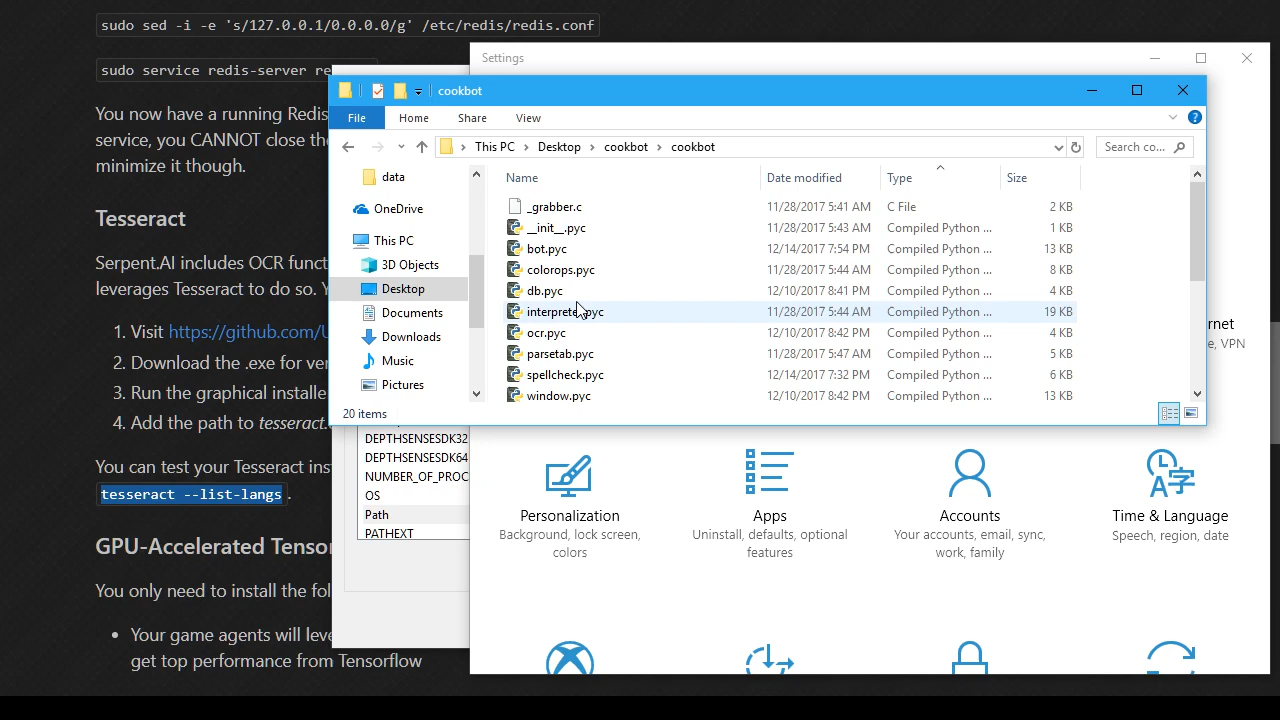 sudo sed -i -e 's/127.0.0.1/0.0.0.0/g' /etc/redis/redis.conf
sudo service redis-server re
You now have a running Redis
service, you CANNOT close the
minimize it though.
Tesseract
Serpent.AI includes OCR funct
leverages Tesseract to do so. Y
1. Visit https://github.com/U
2. Download the .exe for ver
3. Run the graphical installe
4. Add the path to tesseract.
You can test your Tesseract ins
tesseract --list-langs .
GPU-Accelerated Tensor
You only need to install the fol
Your game agents will leve
get top performance from Tensorflow
Settings
cookbot
File Home Share View
This PC > Desktop > cookbot > cookbot
Search co...
data
OneDrive
This PC
3D Objects
Desktop
Documents
Downloads
Music
Pictures
Name Date modified Type Size
_grabber.c 11/28/2017 5:41 AM C File 2 KB
__init__.pyc 11/28/2017 5:43 AM Compiled Python ... 1 KB
bot.pyc 12/14/2017 7:54 PM Compiled Python ... 13 KB
colorops.pyc 11/28/2017 5:44 AM Compiled Python ... 8 KB
db.pyc 12/10/2017 8:41 PM Compiled Python ... 4 KB
interpreter.pyc 11/28/2017 5:44 AM Compiled Python ... 19 KB
ocr.pyc 12/10/2017 8:42 PM Compiled Python ... 4 KB
parsetab.pyc 11/28/2017 5:47 AM Compiled Python ... 5 KB
spellcheck.pyc 12/14/2017 7:32 PM Compiled Python ... 6 KB
window.pyc 12/10/2017 8:42 PM Compiled Python ... 13 KB
20 items
DEPTHSENSESDK32
DEPTHSENSESDK64
NUMBER_OF_PROC
OS
Path
PATHEXT
rnet
e, VPN
Personalization
Background, lock screen,
colors
Apps
Uninstall, defaults, optional
features
Accounts
Your accounts, email, sync,
work, family
Time & Language
Speech, region, date